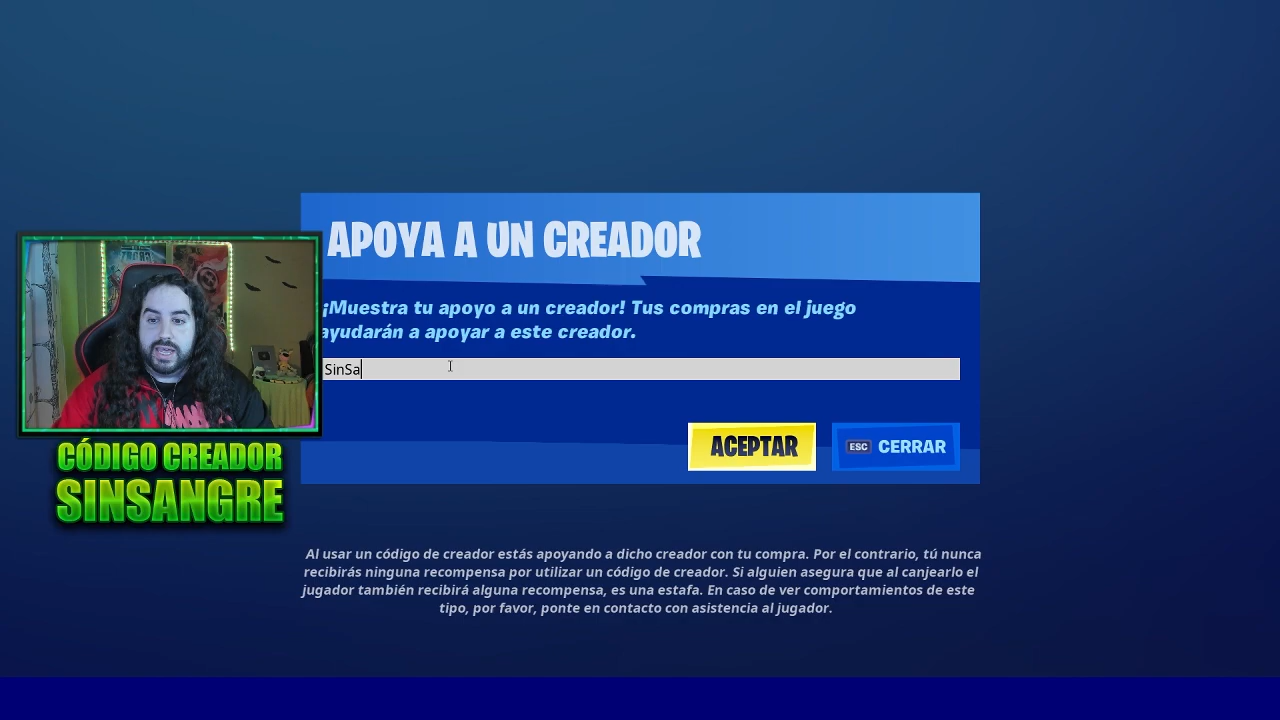 APOYA A UN CREADOR
¡Muestra tu apoyo a un creador! Tus compras en el juego
ayudarán a apoyar a este creador.
SinSa
ACEPTAR
ESC CERRAR
CÓDIGO CREADOR
SINSANGRE
Al usar un código de creador estás apoyando a dicho creador con tu compra. Por el contrario, tú nunca
recibirás ninguna recompensa por utilizar un código de creador. Si alguien asegura que al canjearlo el
jugador también recibirá alguna recompensa, es una estafa. En caso de ver comportamientos de este
tipo, por favor, ponte en contacto con asistencia al jugador.